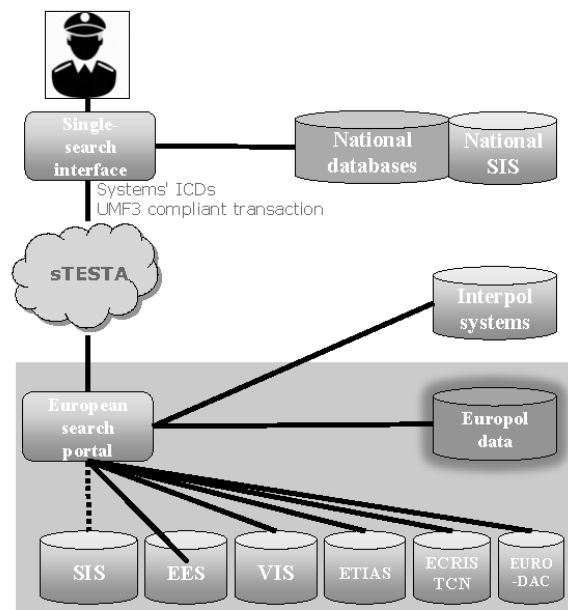 Single-
search
interface
National
databases
National
SIS
Systems' ICDs
UMF3 compliant transaction
sTESTA
Interpol
systems
European
search
portal
Europol
data
SIS
EES
VIS
ETIAS
ECRIS
TCN
EURO
-DAC